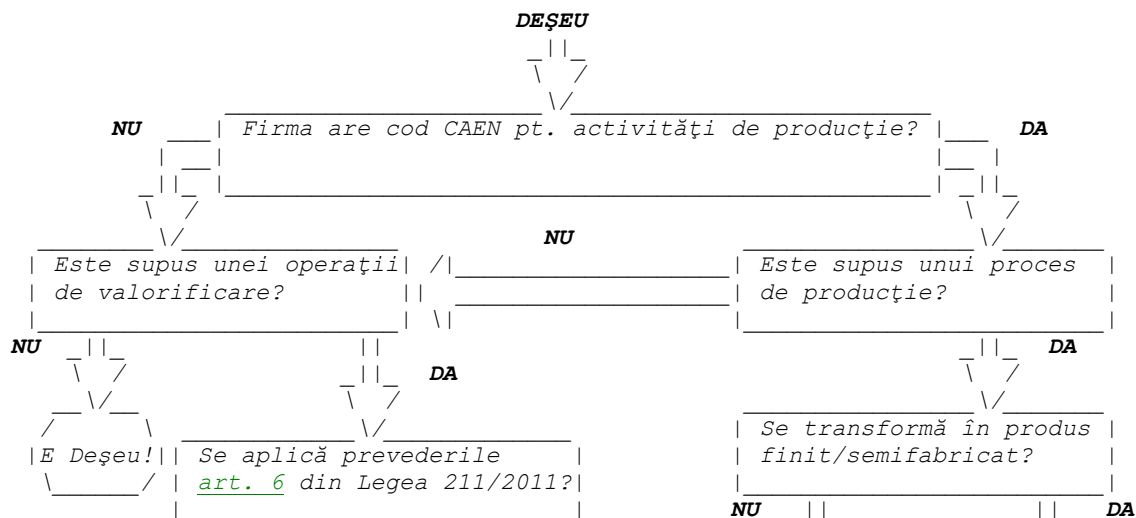 DEŞEU
NU Firma are cod CAEN pt. activităţi de producţie? DA
NU
Este supus unei operaţii Este supus unui proces
de valorificare? de producţie?
NU DA
DA
E Deşeu! Se aplică prevederile Se transformă în produs
art. 6 din Legea 211/2011? finit/semifabricat?
NU DA